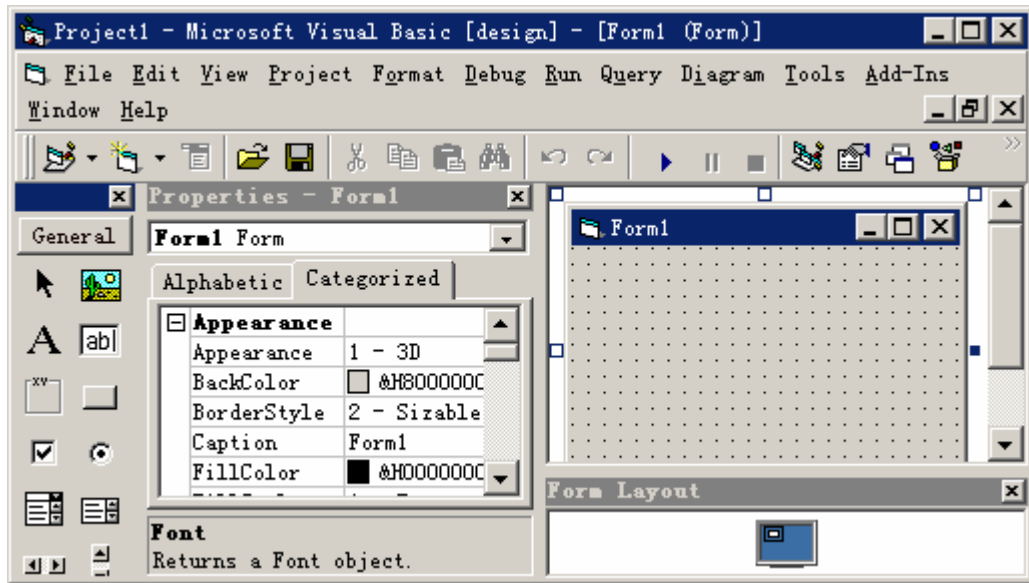 Project1 - Microsoft Visual Basic [design] - [Form1 (Form)]
File Edit View Project Format Debug Run Query Diagram Tools Add-Ins
Window Help
Properties - Form1
General
Form1 Form
Alphabetic Categorized
Appearance
Appearance 1 - 3D
BackColor &H8000000
BorderStyle 2 - Sizable
Caption Form1
FillColor &H0000000
Font
Returns a Font object.
A
ab
XY
Form1
Form Layout